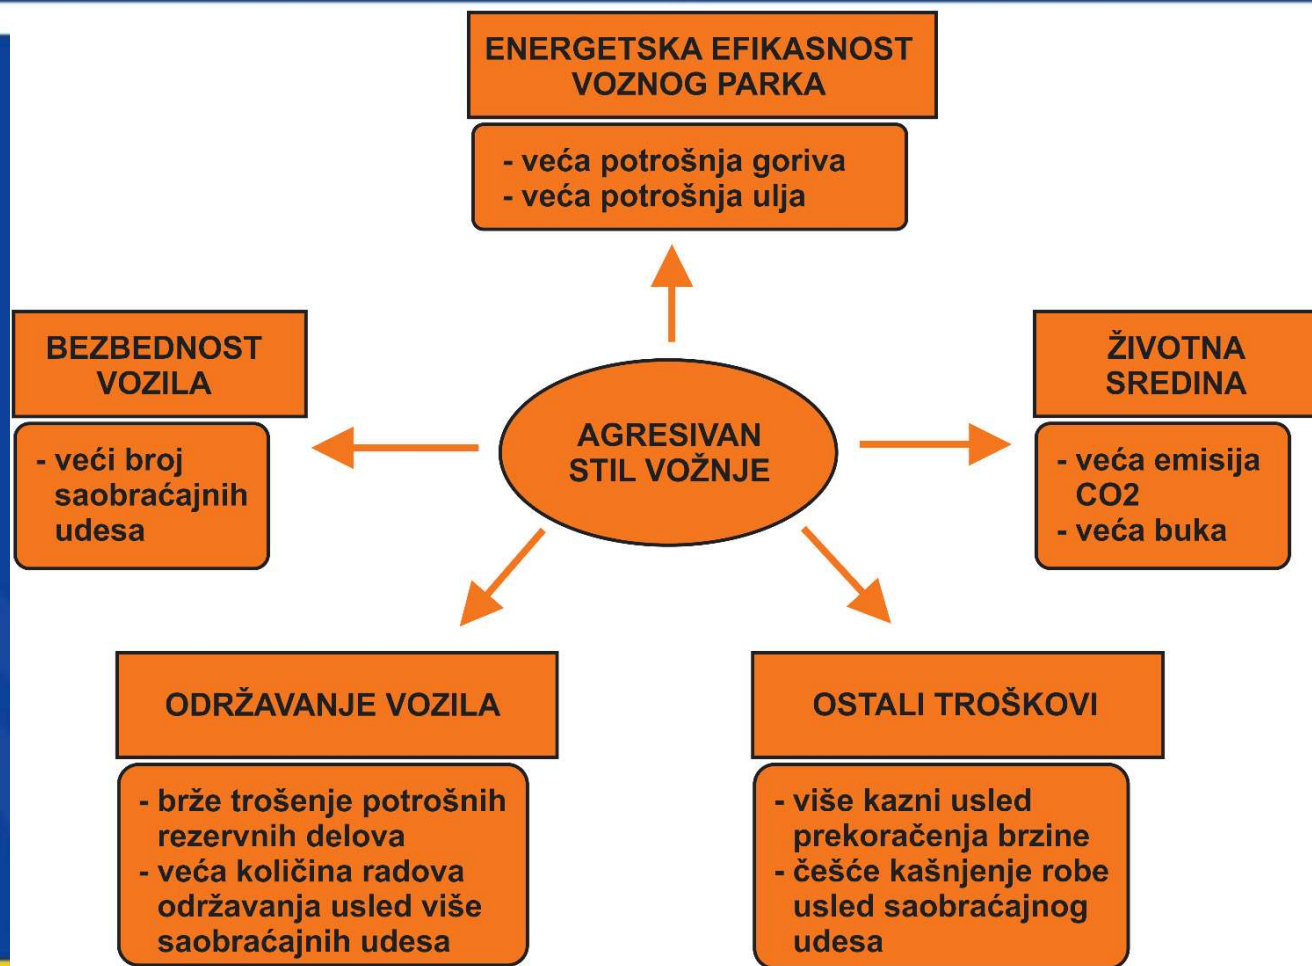 ENERGETSKA EFIKASNOST
VOZNOG PARKA
- veća potrošnja goriva
- veća potrošnja ulja
BEZBEDNOST
VOZILA
- veći broj
saobraćajnih
udesa
AGRESIVAN
STIL VOŽNJE
ŽIVOTNA
SREDINA
- veća emisija
CO2
- veća buka
ODRŽAVANJE VOZILA
- brže trošenje potrošnih
rezervnih delova
- veća količina radova
održavanja usled više
saobraćajnih udesa
OSTALI TROŠKOVI
- više kazni usled
prekoračenja brzine
- češće kašnjenje robe
usled saobraćajnog
udesa